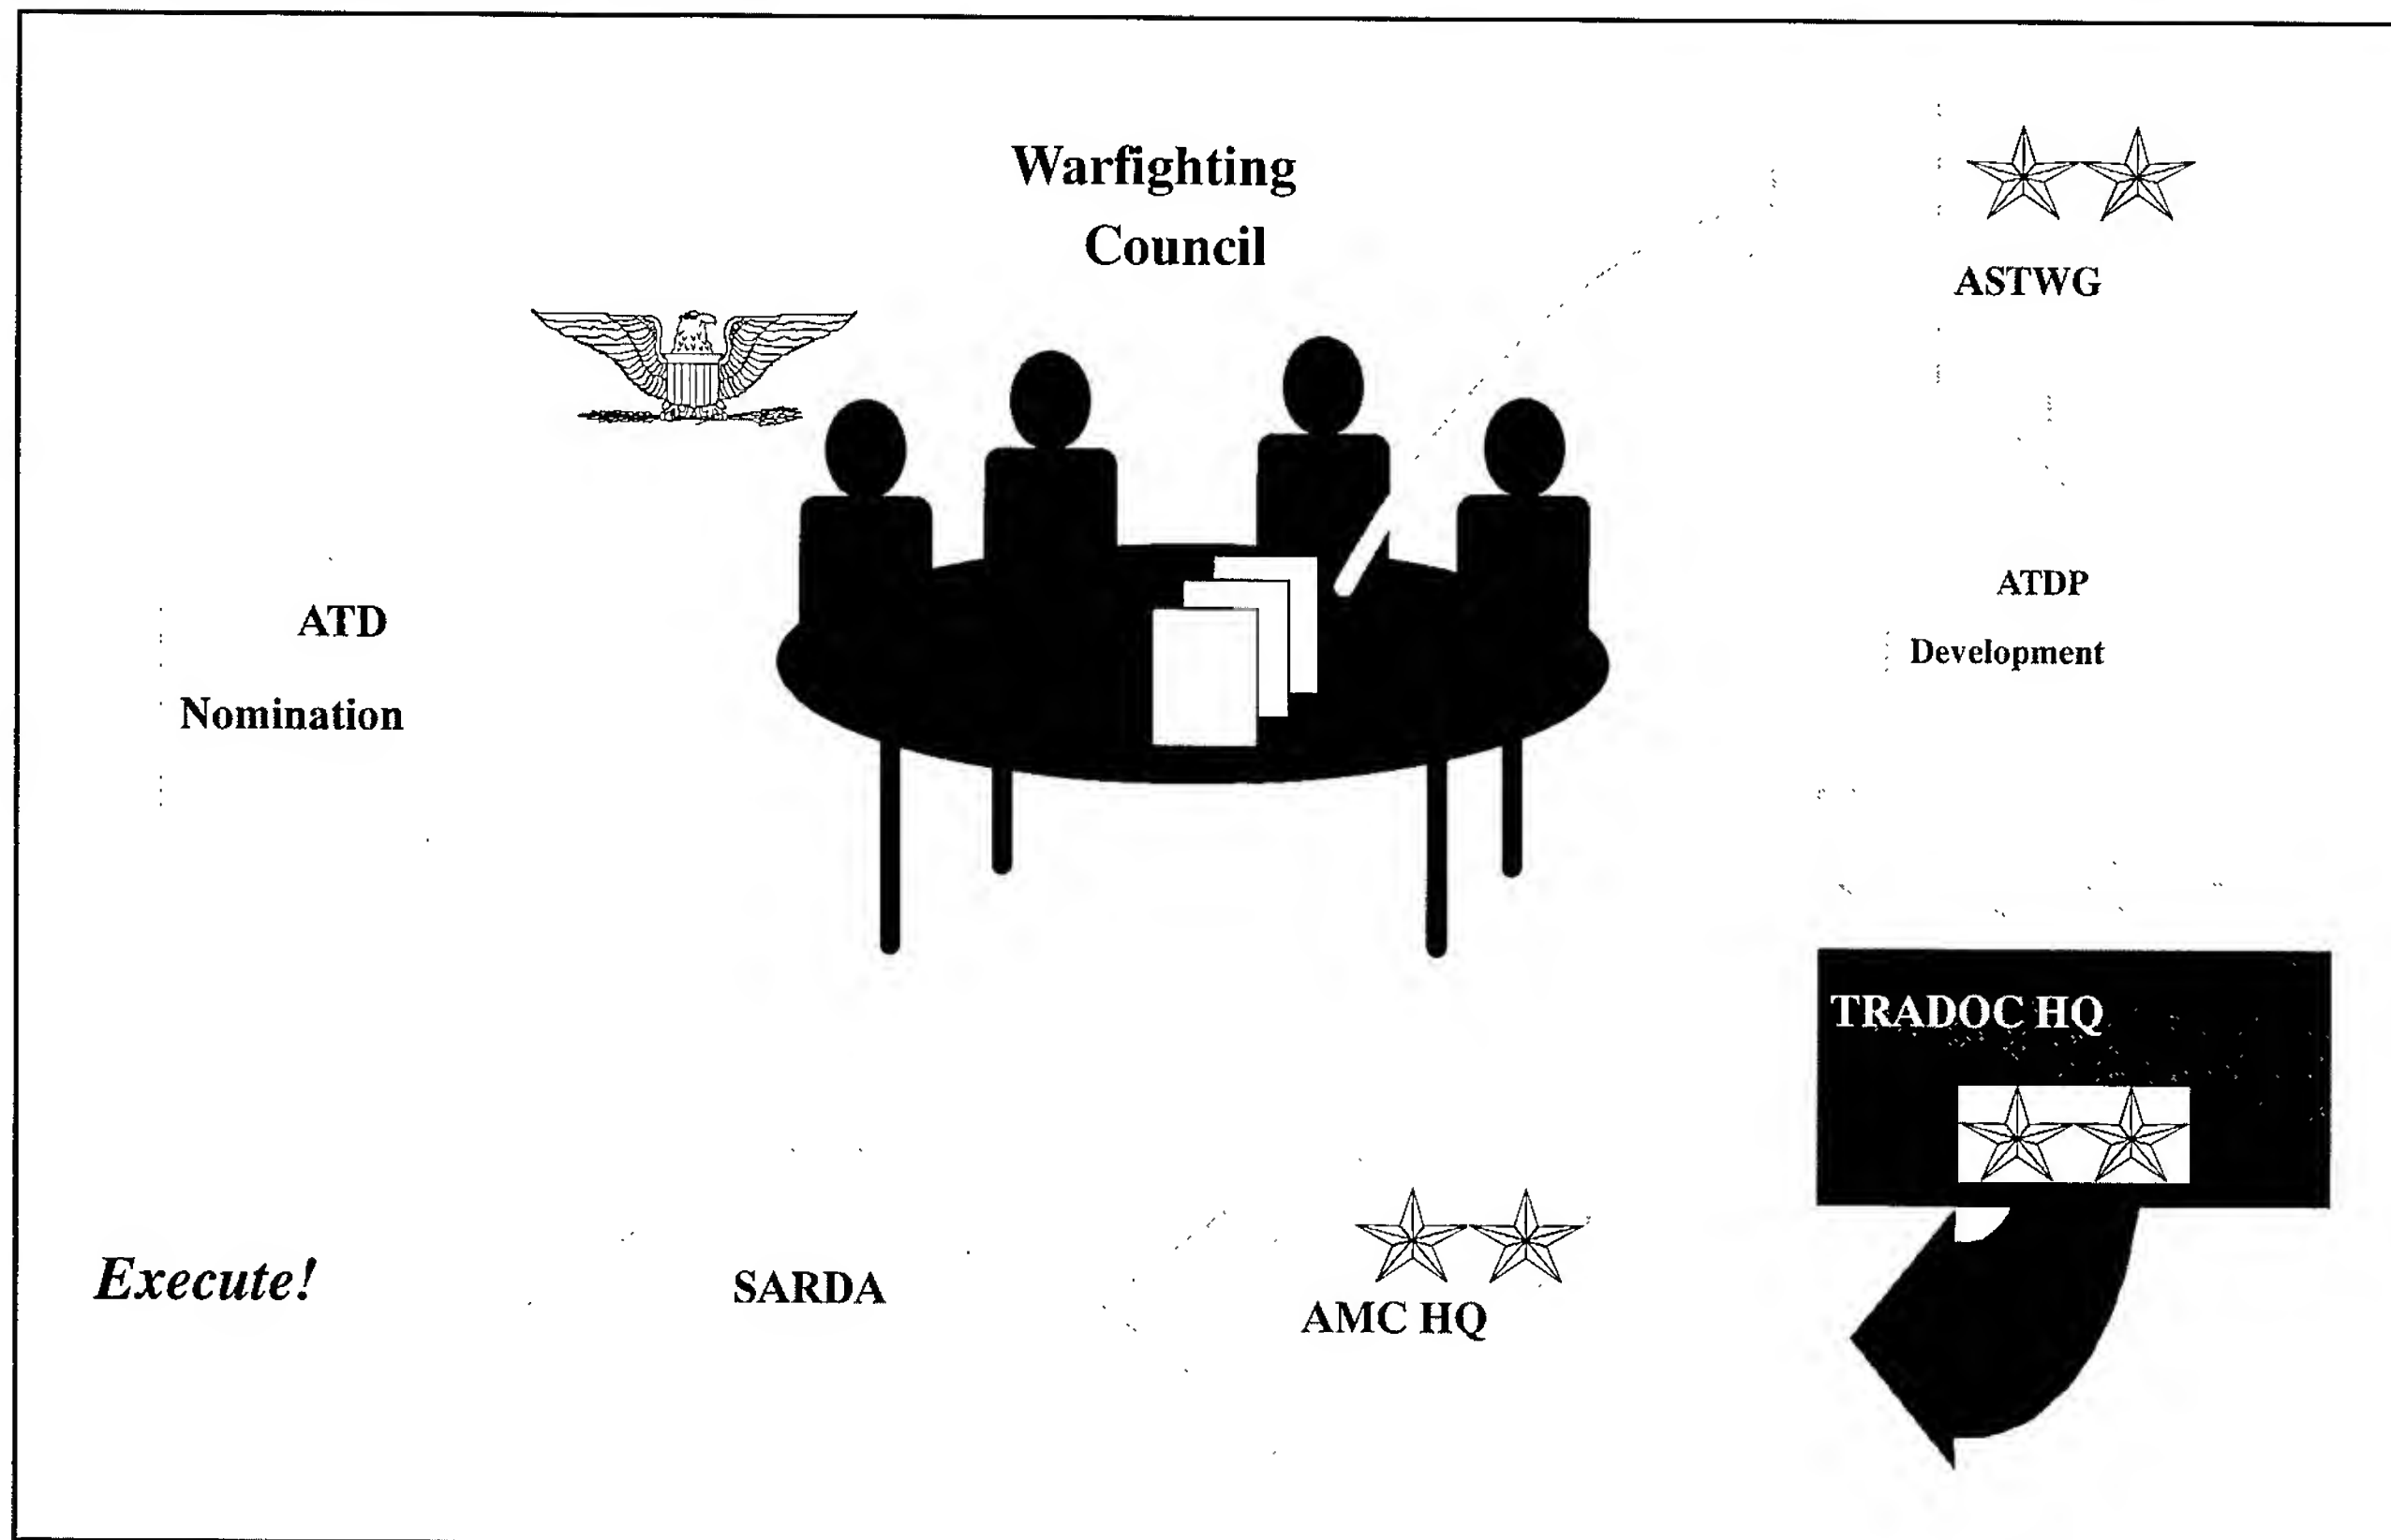 Warfighting
Council
ASTWG
ATD
Nomination
ATDP
Development
TRADOC HQ
Execute!
SARDA
AMC HQ